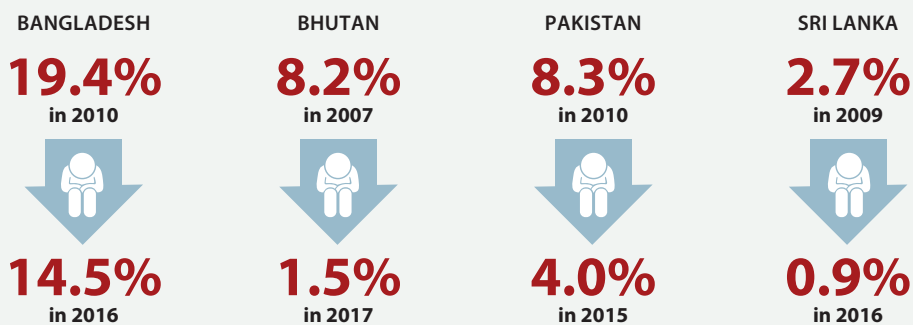 BANGLADESH
19.4%
in 2010
14.5%
in 2016
BHUTAN
8.2%
in 2007
1.5%
in 2017
PAKISTAN
8.3%
in 2010
4.0%
in 2015
SRI LANKA
2.7%
in 2009
0.9%
in 2016